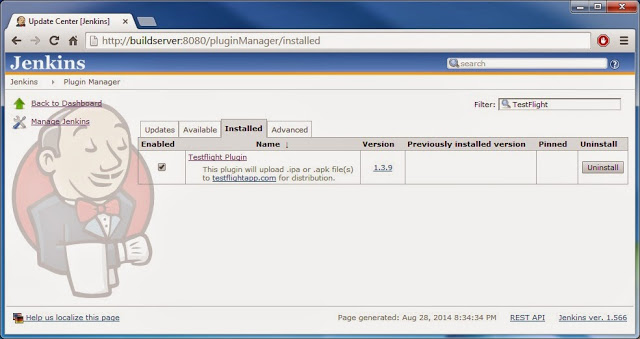 Update Center [Jenkins]
http://buildserver:8080/pluginManager/installed
Jenkins
search
Jenkins
Plugin Manager
Back to Dashboard
Manage Jenkins
Filter: TestFlight
Updates Available Installed Advanced
Enabled Name ↓ Version Previously installed version Pinned Uninstall
Testflight Plugin
This plugin will upload .ipa or .apk file(s)
to testflightapp.com for distribution.
1.3.9
Uninstall
Help us localize this page
Page generated: Aug 28, 2014 8:34:34 PM REST API Jenkins ver. 1.566